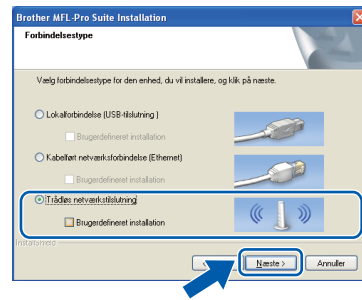 Brother MFL-Pro Suite Installation
Forbindelsestype
Vælg forbindelsestype for den enhed, du vil installere, og klik på næste.
Lokalforbindelse (USB-tilslutning )
Brugerdefineret installation
Kabelført netværksforbindelse (Ethernet)
Brugerdefineret installation
Trådløs netværkstilslutning
Brugerdefineret installation
InstallShield
< Næste > Annuller